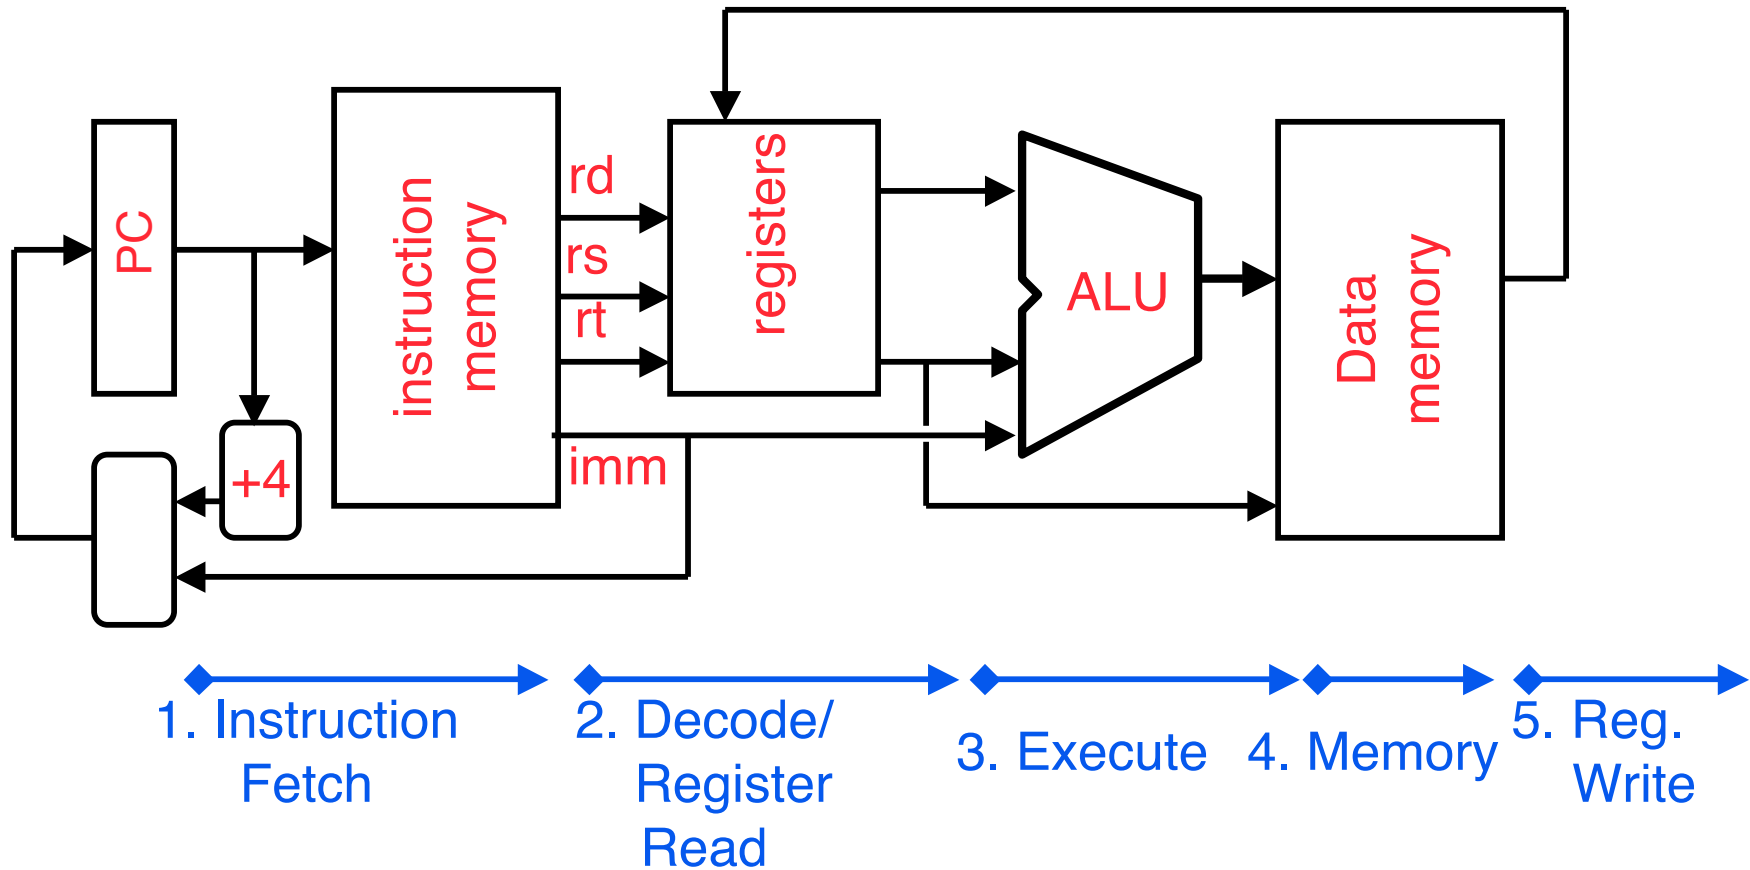 PC
+4
instruction
memory
rd
rs
rt
imm
registers
ALU
Data
memory
1. Instruction
Fetch
2. Decode/
Register
Read
3. Execute
4. Memory
5. Reg.
Write